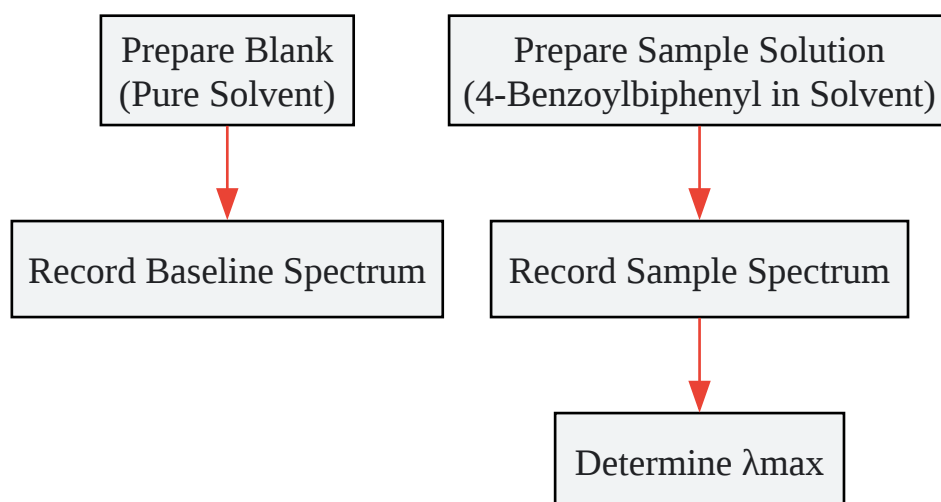 Prepare Blank
(Pure Solvent)
Prepare Sample Solution
(4-Benzoylbiphenyl in Solvent)
Record Baseline Spectrum
Record Sample Spectrum
Determine λmax